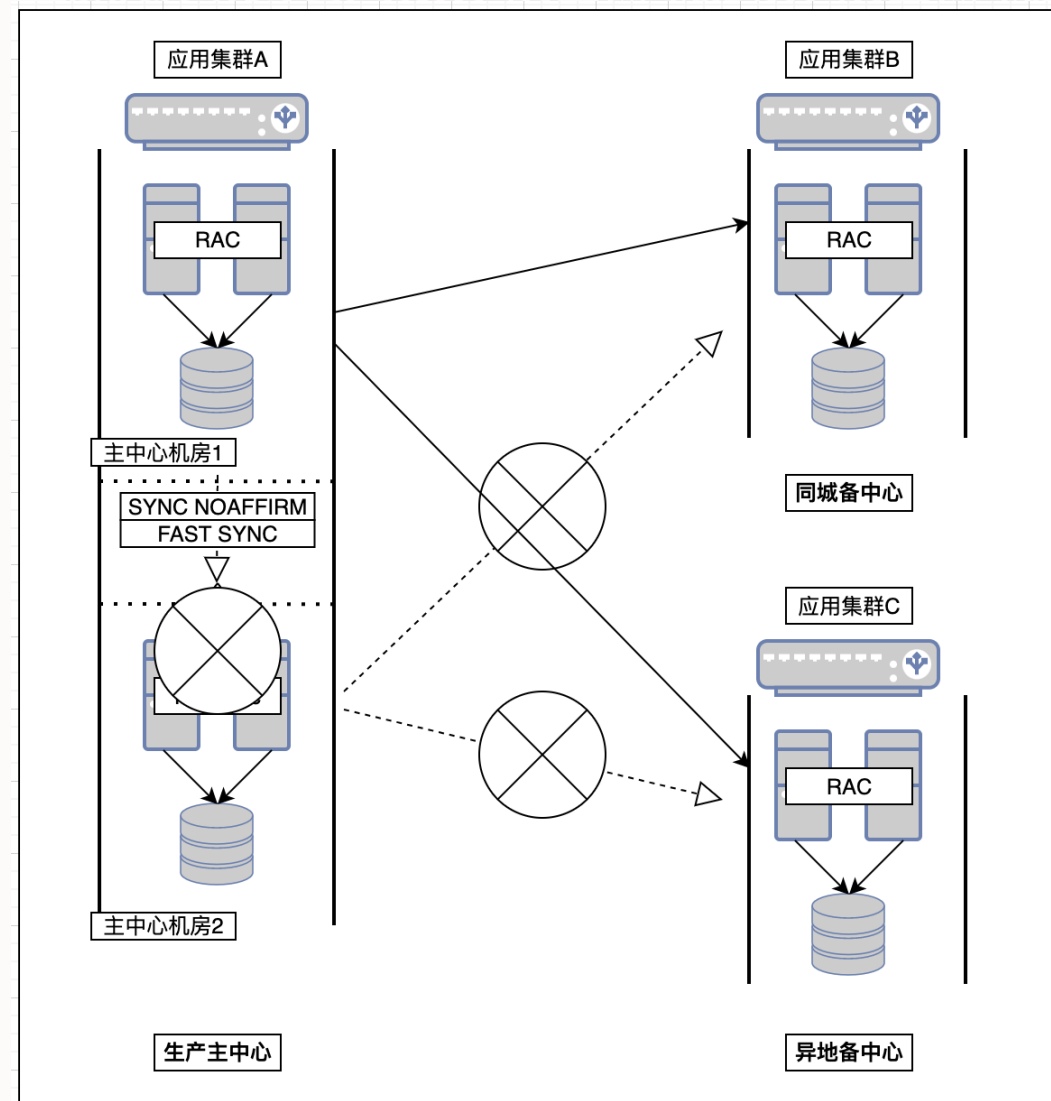 应用集群A
应用集群B
RAC
RAC
主中心机房1
SYNC NOAFFIRM
FAST SYNC
同城备中心
应用集群C
RAC
主中心机房2
生产主中心
异地备中心